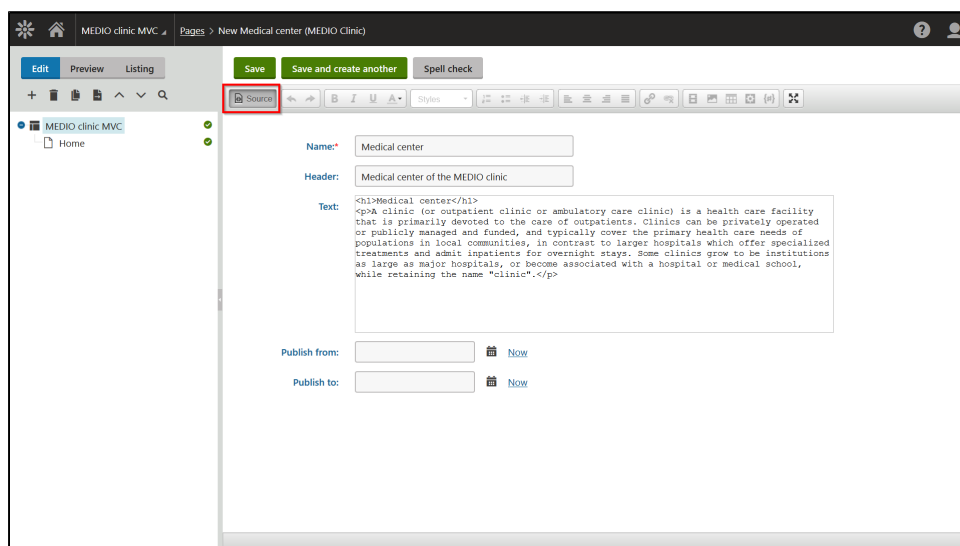 MEDIO clinic MVC Pages > New Medical center (MEDIO Clinic)
Edit Preview Listing
Save Save and create another Spell check
Source B I U A Styles
MEDIO clinic MVC
Home
Name:* Medical center
Header: Medical center of the MEDIO clinic
Text: <h1>Medical center</h1>
<p>A clinic (or outpatient clinic or ambulatory care clinic) is a health care facility
that is primarily devoted to the care of outpatients. Clinics can be privately operated
or publicly managed and funded, and typically cover the primary health care needs of
populations in local communities, in contrast to larger hospitals which offer specialized
treatments and admit inpatients for overnight stays. Some clinics grow to be institutions
as large as major hospitals, or become associated with a hospital or medical school,
while retaining the name "clinic".</p>
Publish from: Now
Publish to: Now